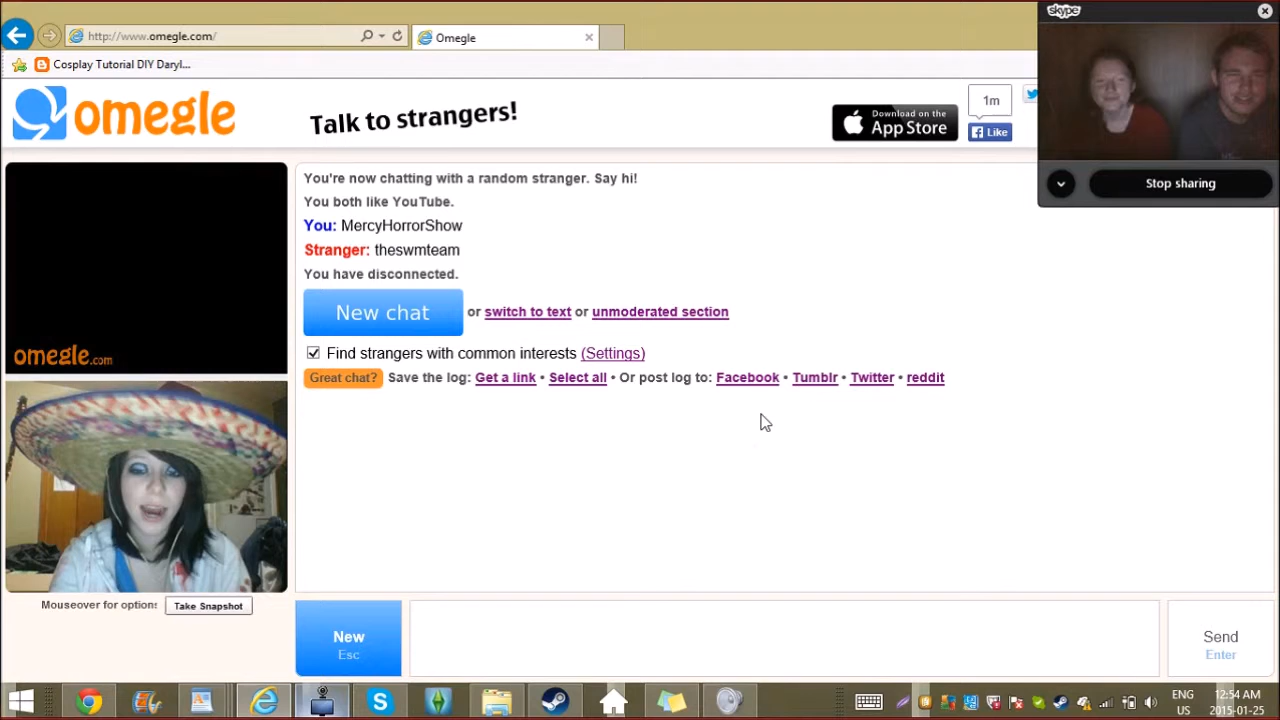 skype
http://www.omegle.com/
Omegle
Cosplay Tutorial DIY Daryl...
omegle
Talk to strangers!
Download on the
App Store
1m
Like
Stop sharing
You're now chatting with a random stranger. Say hi!
You both like YouTube.
You: MercyHorrorShow
Stranger: theswmteam
You have disconnected.
New chat or switch to text or unmoderated section
Find strangers with common interests (Settings)
Great chat? Save the log: Get a link • Select all • Or post log to: Facebook • Tumblr • Twitter • reddit
omegle.com
Mouseover for options
Take Snapshot
New
Esc
Send
Enter
ENG
US
12:54 AM
2015-01-25